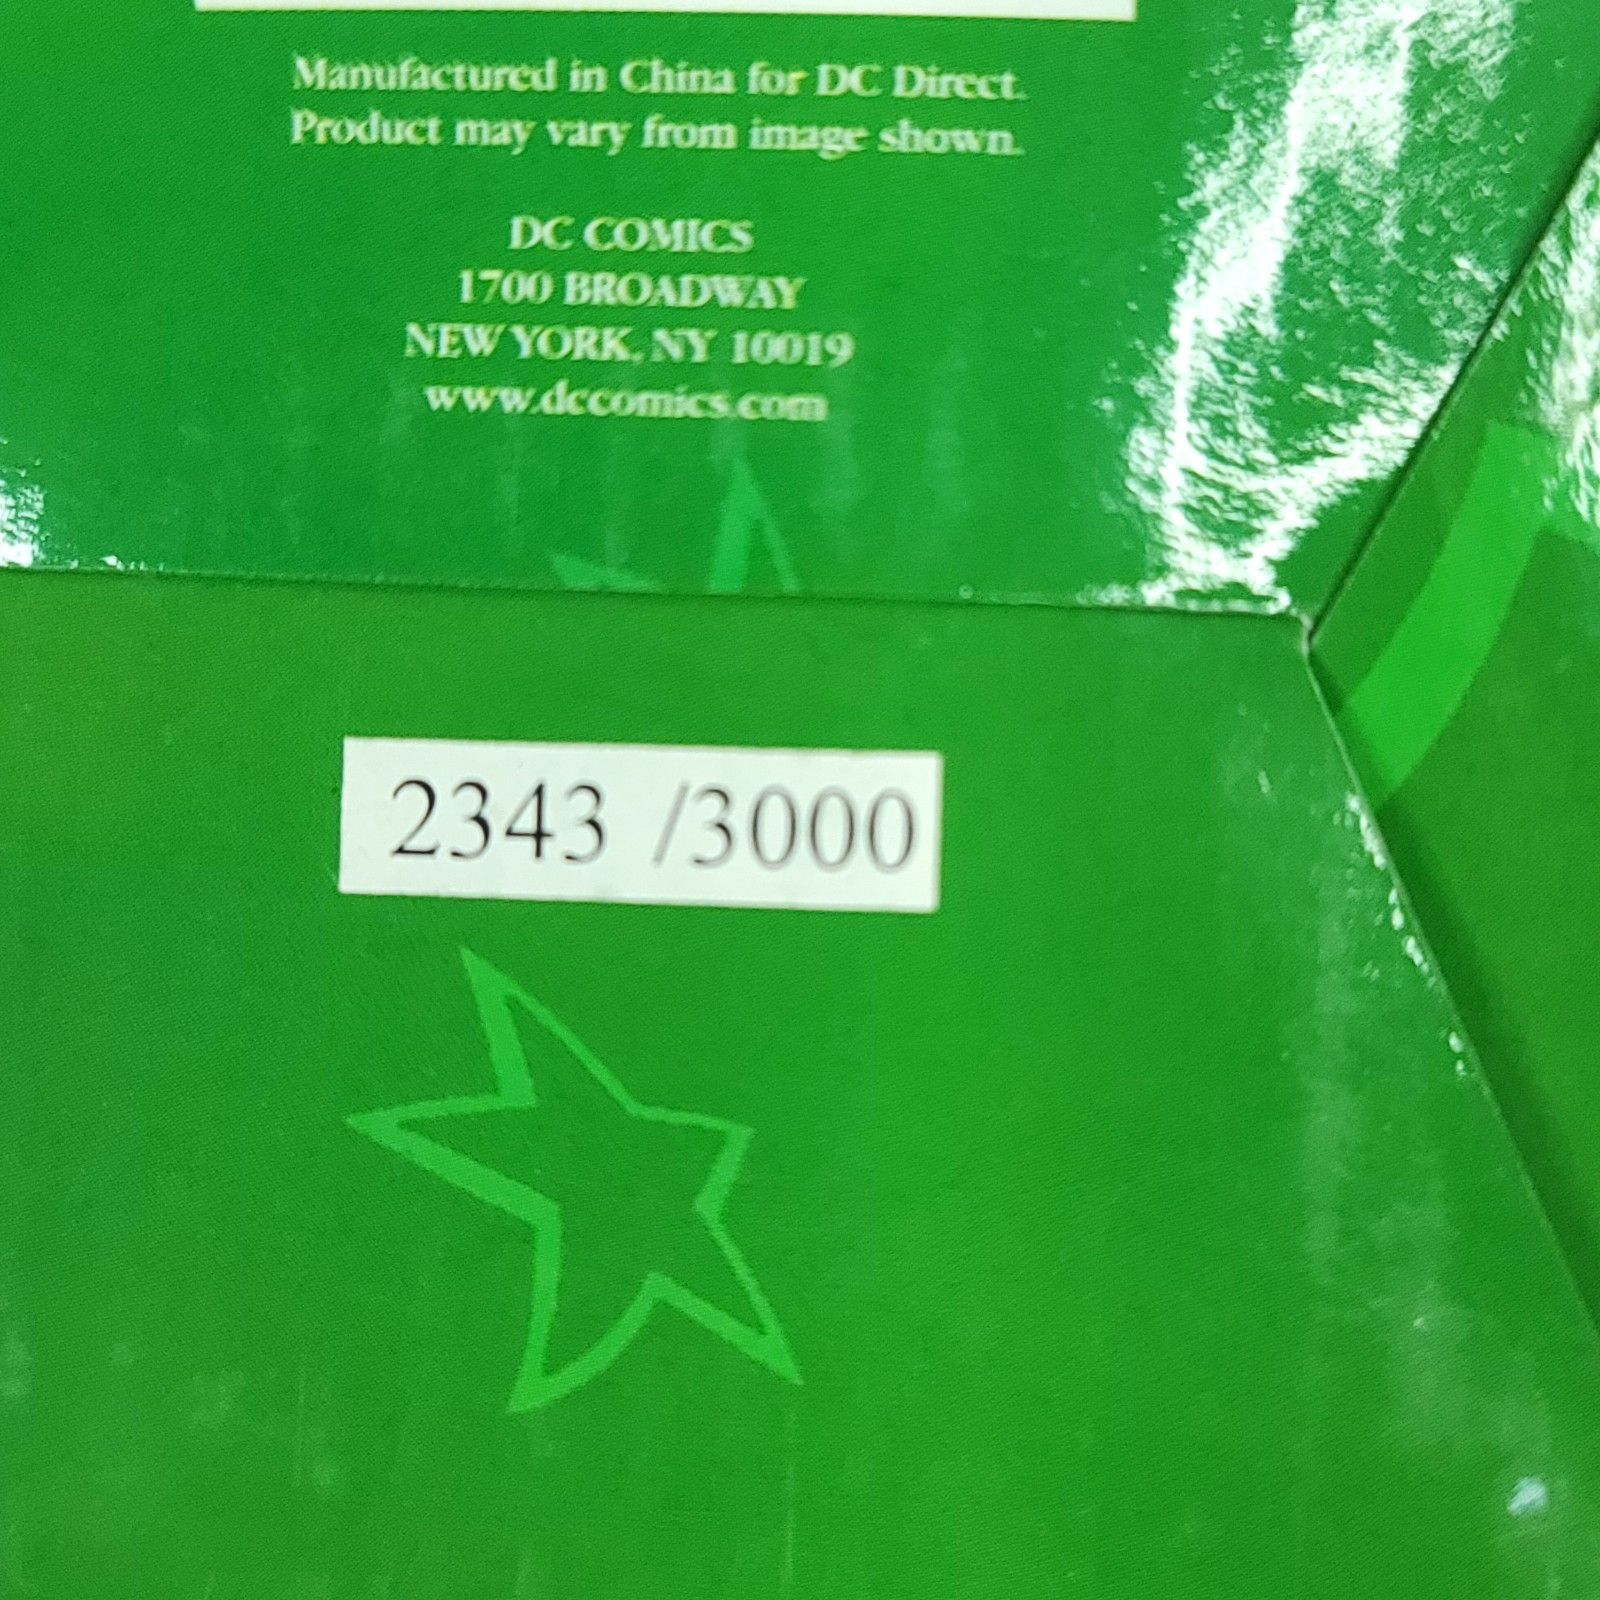 Manufactured in China for DC Direct.
Product may vary from image shown.
DC COMICS
1700 BROADWAY
NEW YORK, NY 10019
www.dccomics.com
2343 /3000